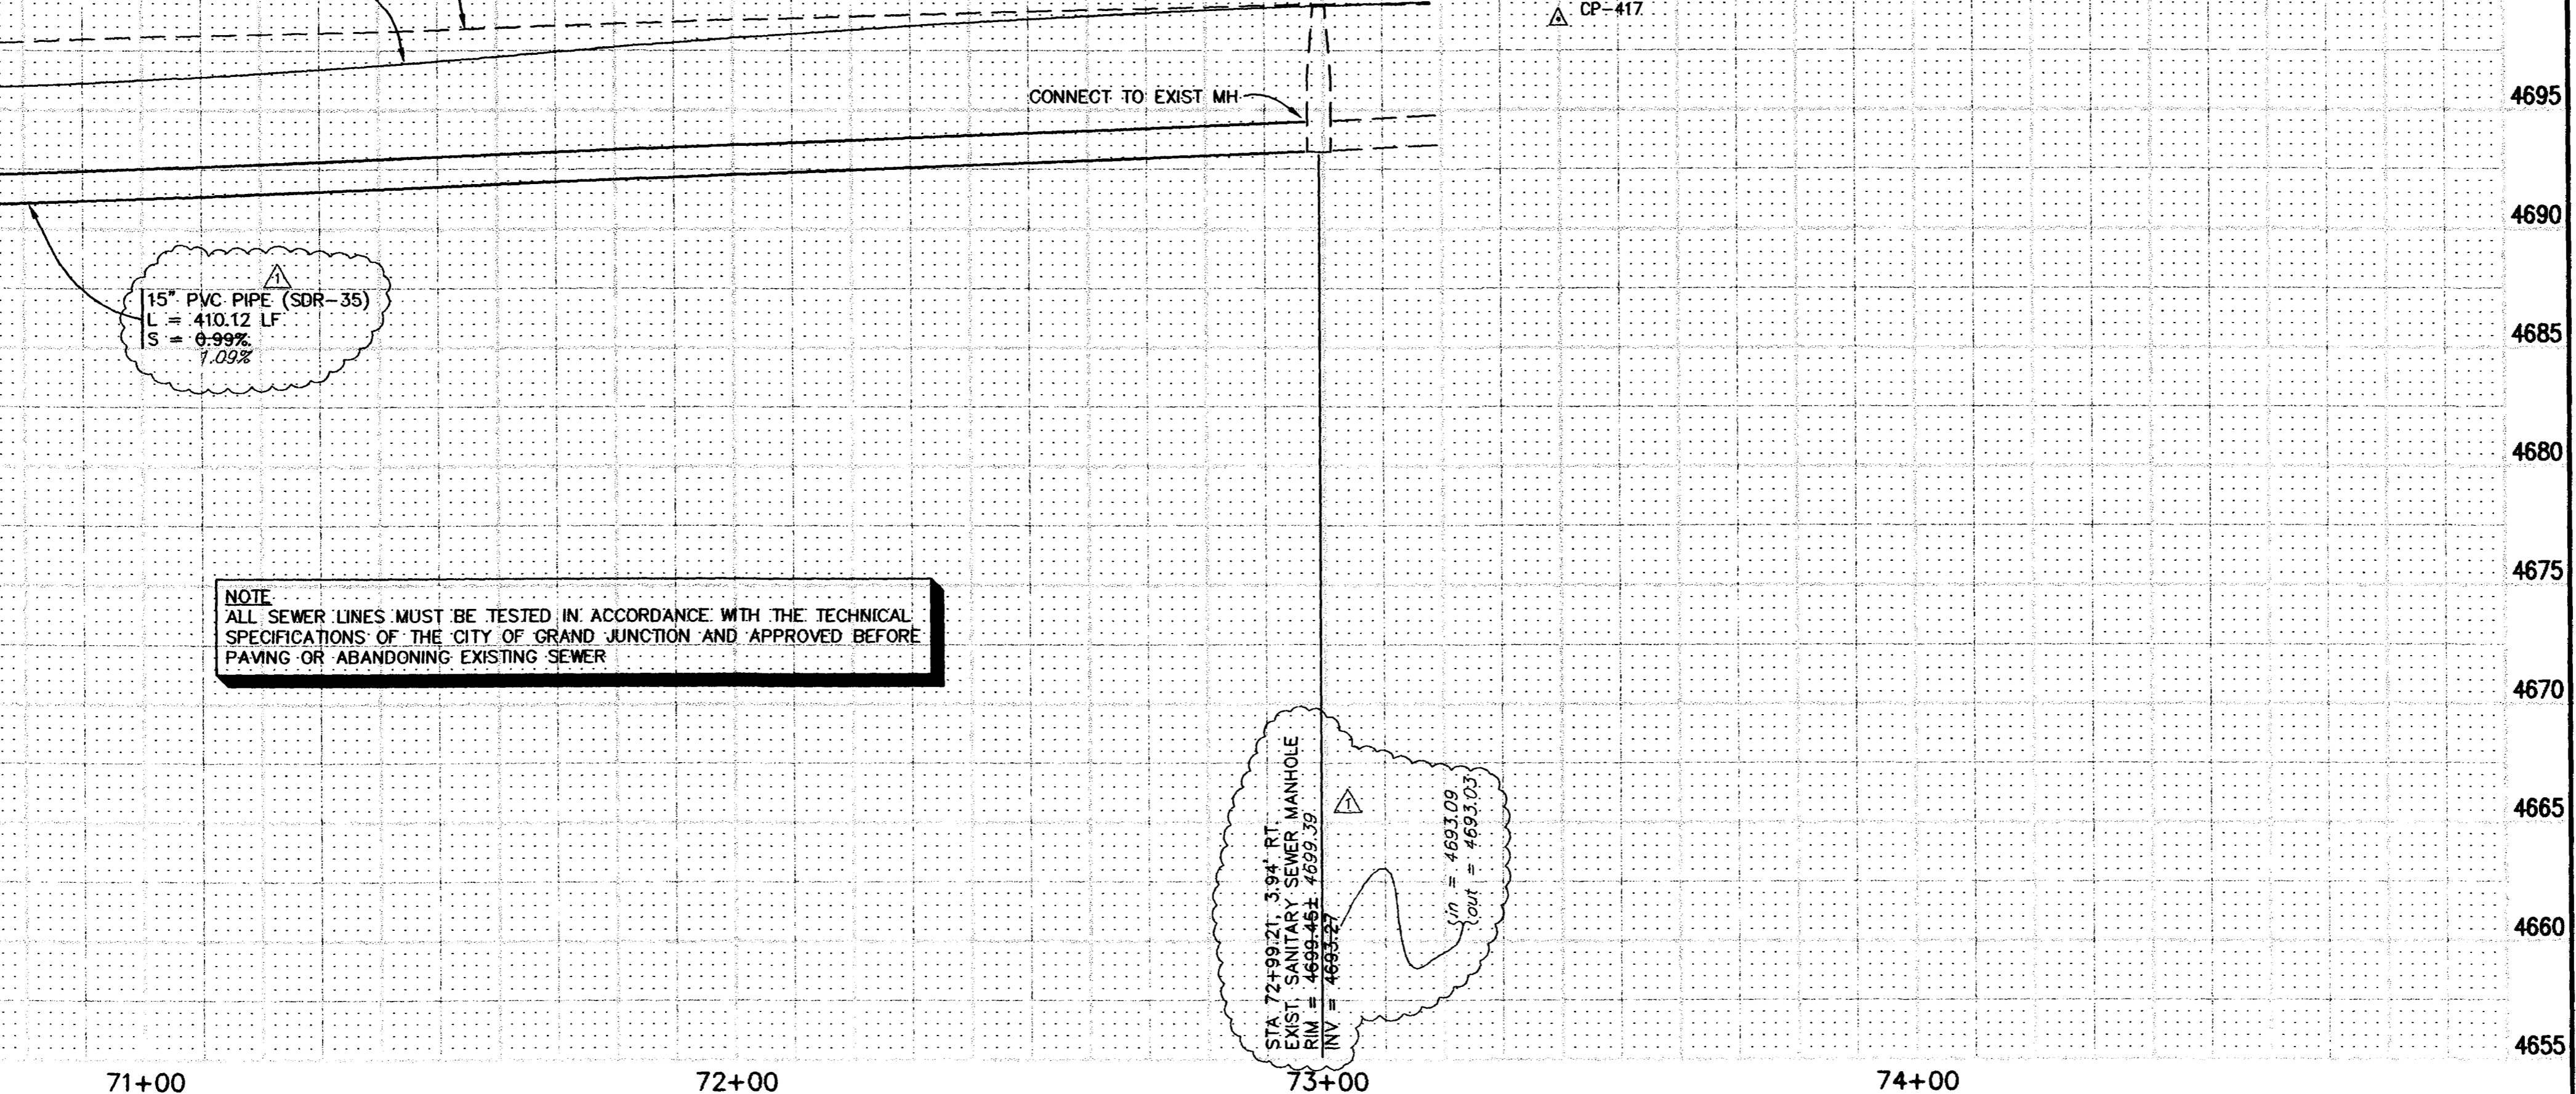 CP-417
CONNECT TO EXIST MH
4695
4690
4685
4680
4675
4670
4665
4660
4655
1
15" PVC PIPE (SDR-35)
L = 410.12 LF
S = 0.99%
1.09%
NOTE
ALL SEWER LINES MUST BE TESTED IN ACCORDANCE WITH THE TECHNICAL
SPECIFICATIONS OF THE CITY OF GRAND JUNCTION AND APPROVED BEFORE
PAVING OR ABANDONING EXISTING SEWER
STA 72+99.21, 3.94' RT.
EXIST. SANITARY SEWER MANHOLE
RIM = 4699.45± 4699.39
INV = 4693.27
1
in = 4693.09
out = 4693.03
71+00
72+00
73+00
74+00